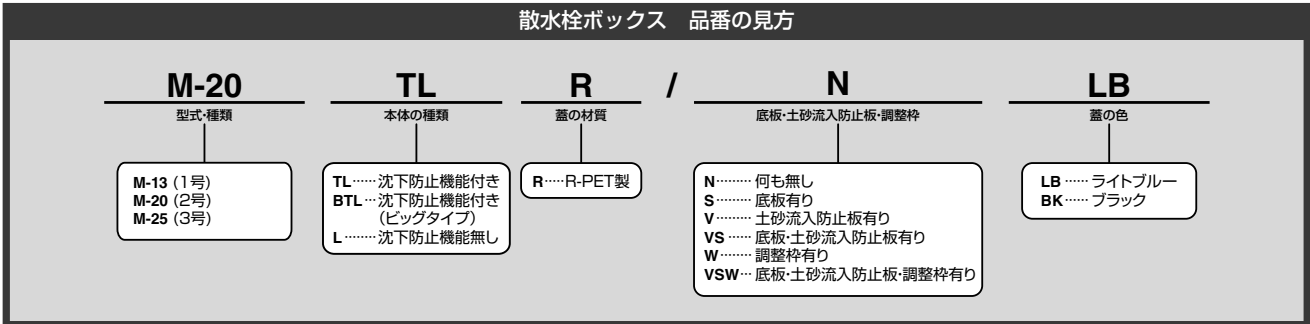 散水栓ボックス　品番の見方
M-20 TL R / N LB
型式・種類 本体の種類 蓋の材質 底板・土砂流入防止板・調整枠 蓋の色
M-13 (1号)
M-20 (2号)
M-25 (3号)
TL……沈下防止機能付き
BTL…沈下防止機能付き
（ビッグタイプ）
L………沈下防止機能無し
R……R-PET製
N………何も無し
S………底板有り
V………土砂流入防止板有り
VS……底板・土砂流入防止板有り
W………調整枠有り
VSW…底板・土砂流入防止板・調整枠有り
LB……ライトブルー
BK……ブラック